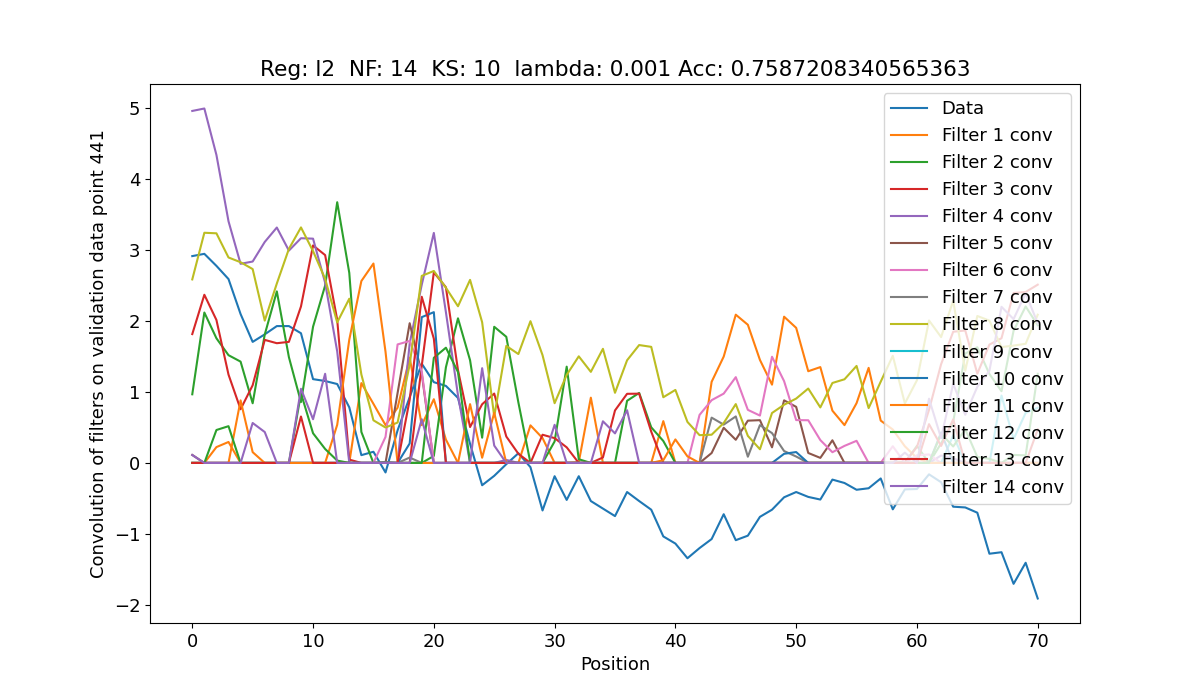 Reg: l2  NF: 14  KS: 10  lambda: 0.001 Acc: 0.7587208340565363
Convolution of filters on validation data point 441
5
4
3
2
1
0
−1
−2
0 10 20 30 40 50 60 70
Position
Data
Filter 1 conv
Filter 2 conv
Filter 3 conv
Filter 4 conv
Filter 5 conv
Filter 6 conv
Filter 7 conv
Filter 8 conv
Filter 9 conv
Filter 10 conv
Filter 11 conv
Filter 12 conv
Filter 13 conv
Filter 14 conv